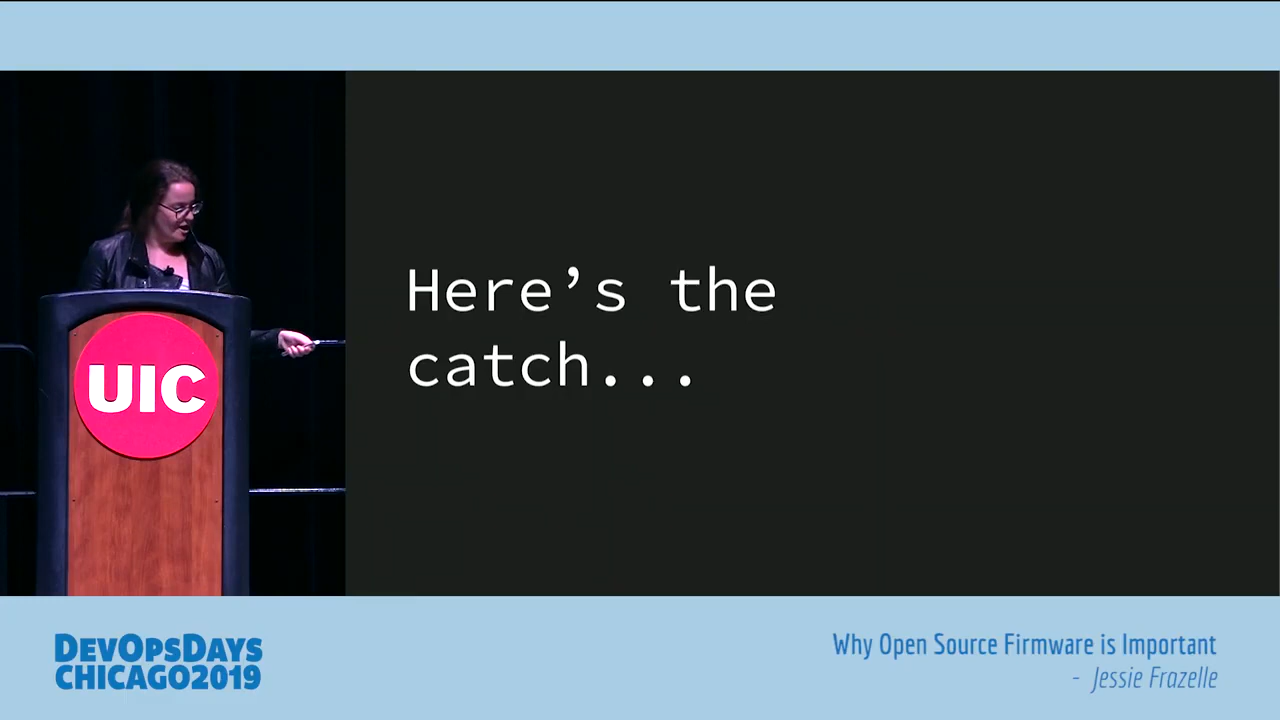 Here’s the
catch...
UIC
DEVOPSDAYS
CHICAGO2019
Why Open Source Firmware is Important
- Jessie Frazelle